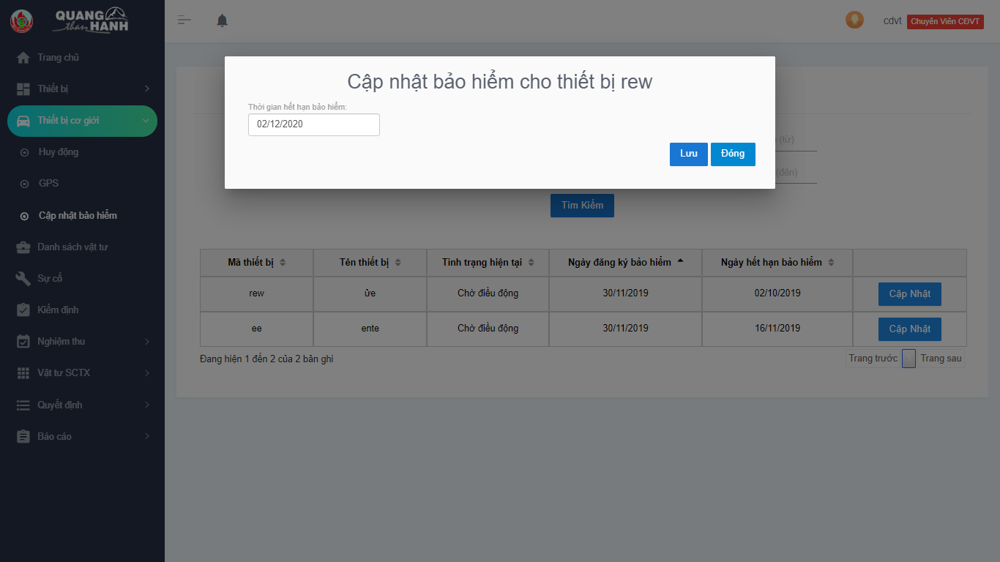 QUANG
than HANH
cdvt Chuyên Viên CĐVT
Trang chủ
Thiết bị
Thiết bị cơ giới
Huy động
GPS
Cập nhật bảo hiểm
Danh sách vật tư
Sự cố
Kiểm định
Nghiệm thu
Vật tư SCTX
Quyết định
Báo cáo
Cập nhật bảo hiểm cho thiết bị rew
Thời gian hết hạn bảo hiểm:
02/12/2020
Lưu Đóng
(từ)
(đến)
Tìm Kiếm
Mã thiết bị Tên thiết bị Tình trạng hiện tại Ngày đăng ký bảo hiểm Ngày hết hạn bảo hiểm
rew ửe Chờ điều động 30/11/2019 02/10/2019 Cập Nhật
ee ente Chờ điều động 30/11/2019 16/11/2019 Cập Nhật
Đang hiện 1 đến 2 của 2 bản ghi
Trang trước 1 Trang sau